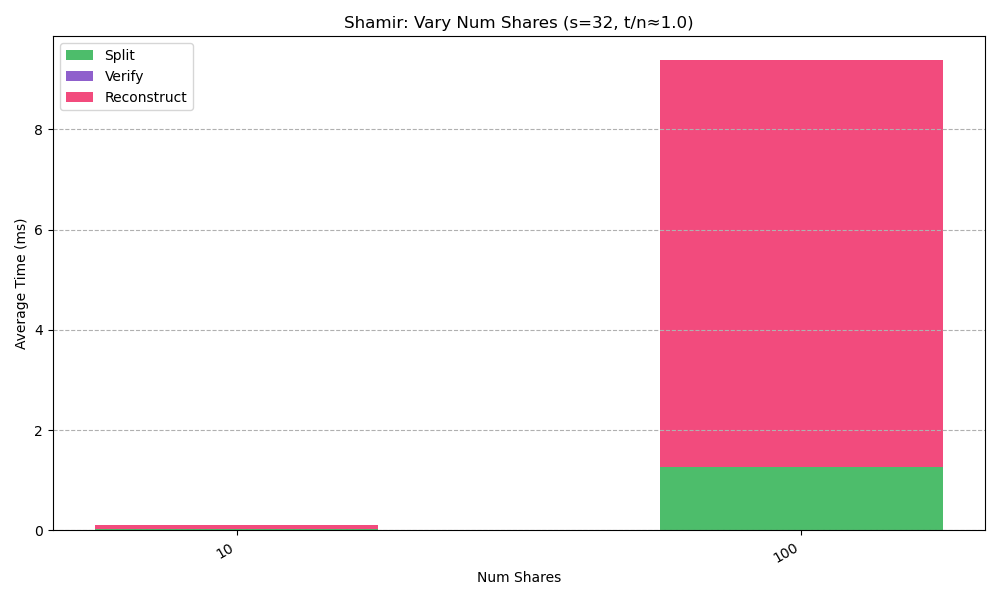 Shamir: Vary Num Shares (s=32, t/n≈1.0)
Split
Verify
Reconstruct
8
6
4
2
0
Average Time (ms)
10
100
Num Shares